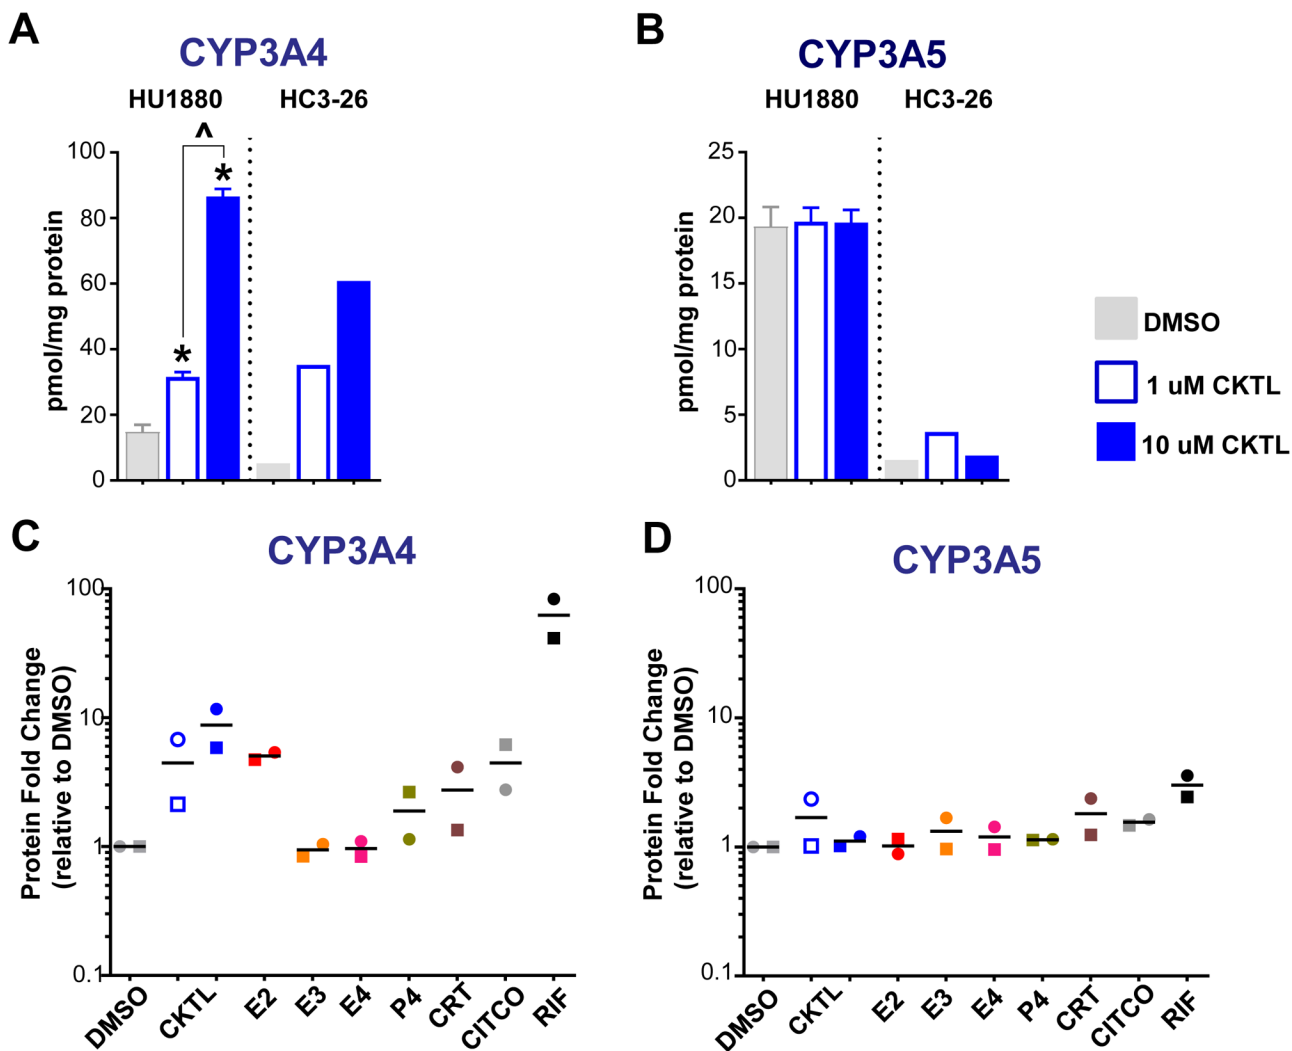 A
CYP3A4
HU1880 HC3-26
^
*
*
pmol/mg protein
100
80
60
40
20
0
B
CYP3A5
HU1880 HC3-26
pmol/mg protein
25
20
15
10
5
0
DMSO
1 uM CKTL
10 uM CKTL
C
CYP3A4
Protein Fold Change
(relative to DMSO)
100
10
1
0.1
DMSO CKTL E2 E3 E4 P4 CRT CITCO RIF
D
CYP3A5
Protein Fold Change
(relative to DMSO)
100
10
1
0.1
DMSO CKTL E2 E3 E4 P4 CRT CITCO RIF